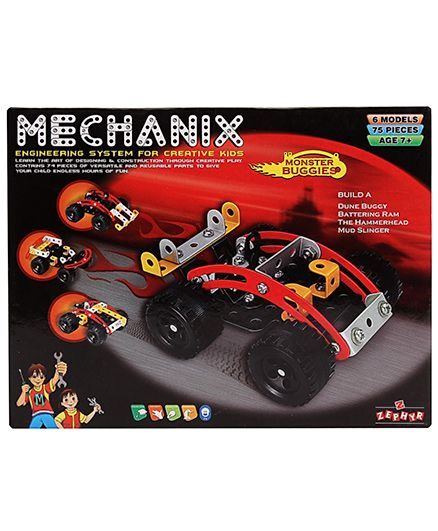 MECHANIX
ENGINEERING SYSTEM FOR CREATIVE KIDS
LEARN THE ART OF DESIGNING & CONSTRUCTION THROUGH CREATIVE PLAY.
CONTAINS 74 PIECES OF VERSATILE AND REUSABLE PARTS TO GIVE
YOUR CHILD ENDLESS HOURS OF FUN.
6 MODELS
75 PIECES
AGE 7+
MONSTER
BUGGIES
BUILD A
DUNE BUGGY
BATTERING RAM
THE HAMMERHEAD
MUD SLINGER
M
ZEPHYR